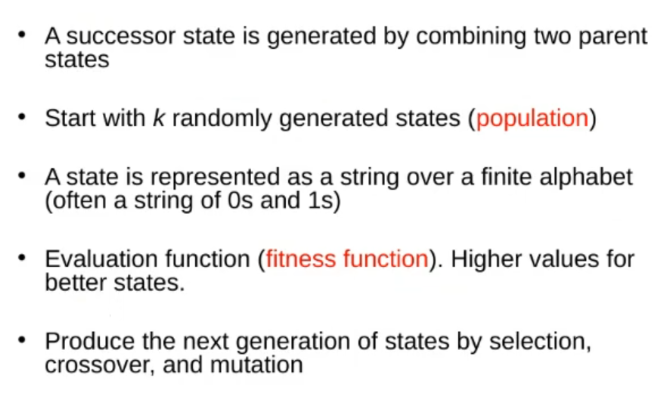 • A successor state is generated by combining two parent
states
• Start with k randomly generated states (population)
• A state is represented as a string over a finite alphabet
(often a string of 0s and 1s)
• Evaluation function (fitness function). Higher values for
better states.
• Produce the next generation of states by selection,
crossover, and mutation